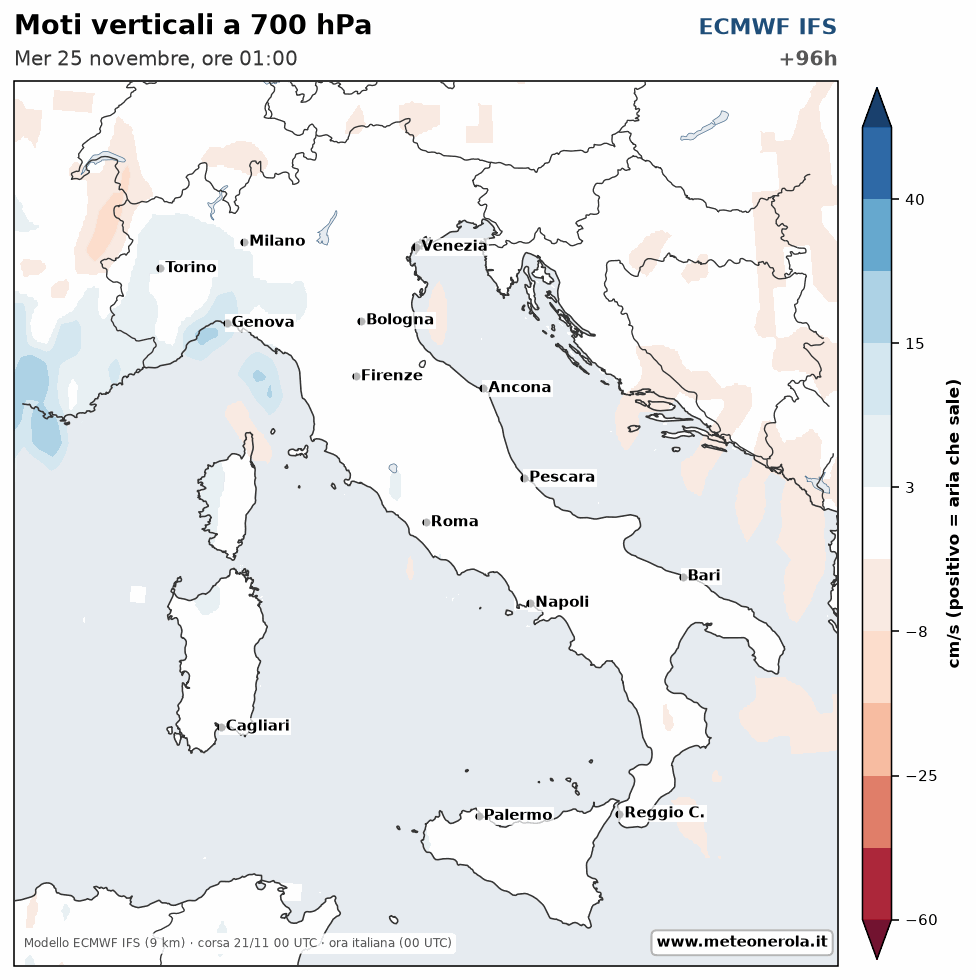 Moti verticali a 700 hPa
ECMWF IFS
Mer 25 novembre, ore 01:00
+96h
Milano
Venezia
Torino
Genova
Bologna
Firenze
Ancona
Pescara
Roma
Bari
Napoli
Cagliari
Palermo
Reggio C.
40
15
3
−8
−25
−60
cm/s (positivo = aria che sale)
Modello ECMWF IFS (9 km) · corsa 21/11 00 UTC · ora italiana (00 UTC)
www.meteonerola.it